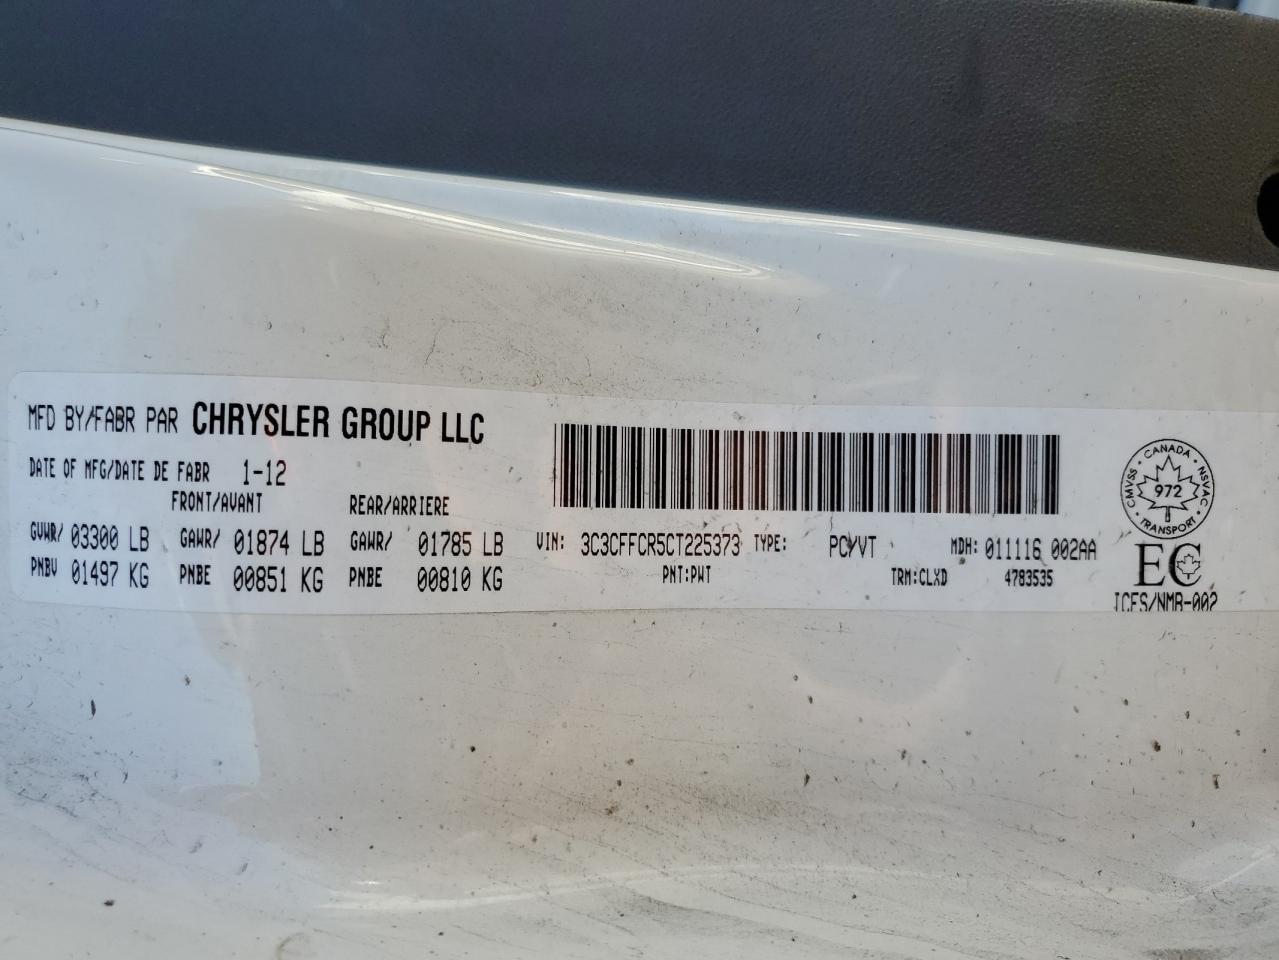 MFD BY/FABR PAR CHRYSLER GROUP LLC
DATE OF MFG/DATE DE FABR 1-12
FRONT/AVANT REAR/ARRIERE
GVWR/ 03300 LB GAWR/ 01874 LB GAWR/ 01785 LB
PNBV 01497 KG PNBE 00851 KG PNBE 00810 KG
VIN: 3C3CFFCR5CT225373 TYPE: PC/VT MDH: 011116 002AA
PNT:PWT TRM:CLXD 4783535
CANADA
CMVSS 972 NSVAC
TRANSPORT
EC
ICES/NMB-002